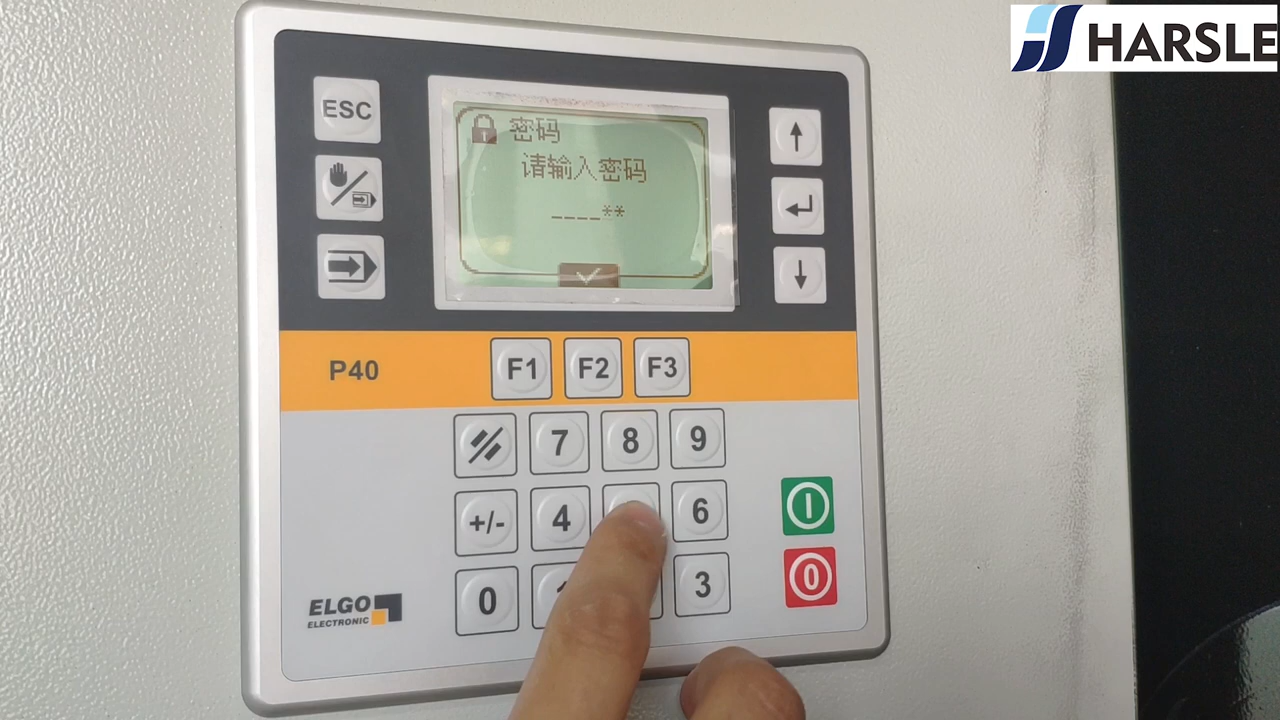 HARSLE
ESC
密码
请输入密码
____**
P40
F1 F2 F3
7 8 9
+/- 4 6
0 3
ELGO
ELECTRONIC